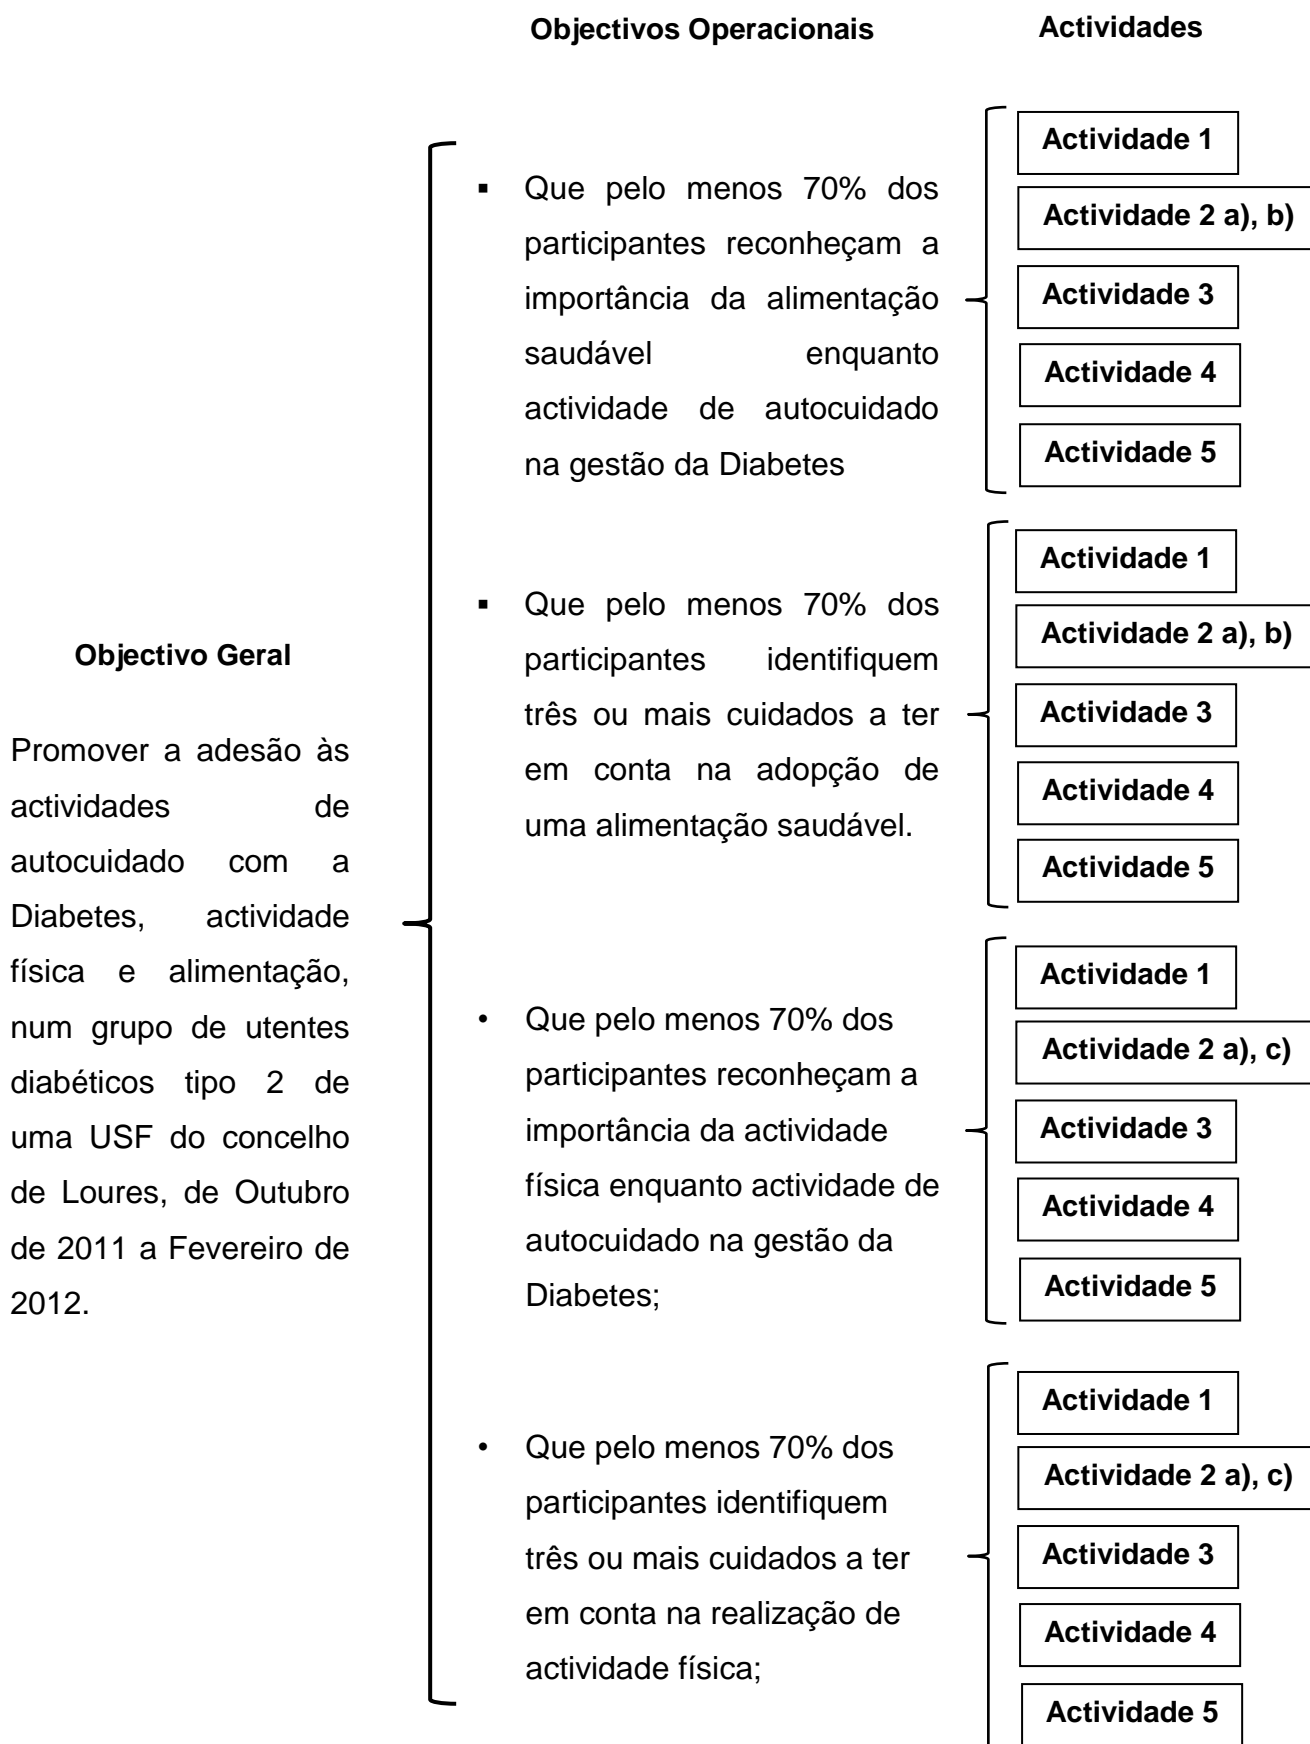 Objectivos Operacionais
Actividades
Objectivo Geral
Promover a adesão às
actividades de
autocuidado com a
Diabetes, actividade
física e alimentação,
num grupo de utentes
diabéticos tipo 2 de
uma USF do concelho
de Loures, de Outubro
de 2011 a Fevereiro de
2012.
▪ Que pelo menos 70% dos
participantes reconheçam a
importância da alimentação
saudável enquanto
actividade de autocuidado
na gestão da Diabetes
Actividade 1
Actividade 2 a), b)
Actividade 3
Actividade 4
Actividade 5
▪ Que pelo menos 70% dos
participantes identifiquem
três ou mais cuidados a ter
em conta na adopção de
uma alimentação saudável.
Actividade 1
Actividade 2 a), b)
Actividade 3
Actividade 4
Actividade 5
• Que pelo menos 70% dos
participantes reconheçam a
importância da actividade
física enquanto actividade de
autocuidado na gestão da
Diabetes;
Actividade 1
Actividade 2 a), c)
Actividade 3
Actividade 4
Actividade 5
• Que pelo menos 70% dos
participantes identifiquem
três ou mais cuidados a ter
em conta na realização de
actividade física;
Actividade 1
Actividade 2 a), c)
Actividade 3
Actividade 4
Actividade 5